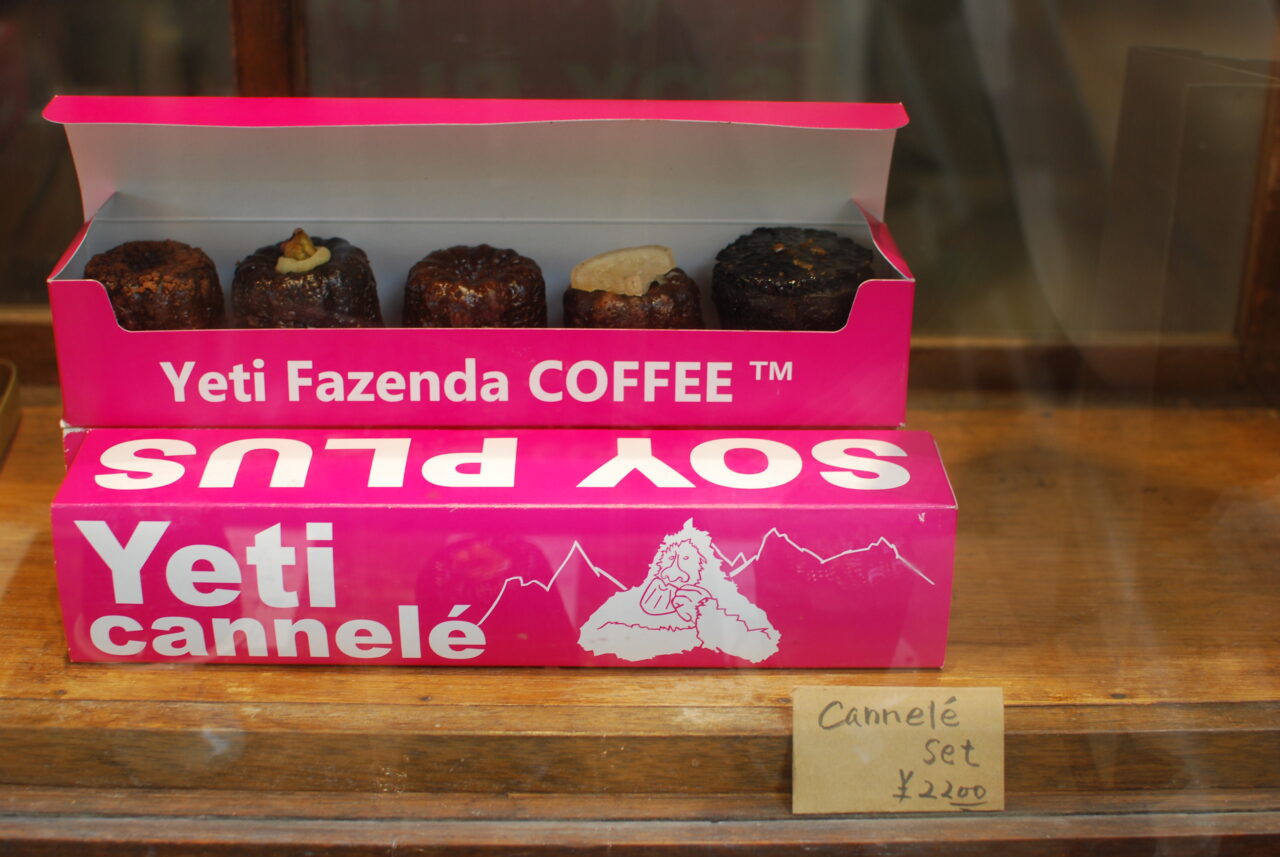 Yeti Fazenda COFFEE ™
SOY PLUS
Yeti
cannelé
Cannelé
set
¥2200